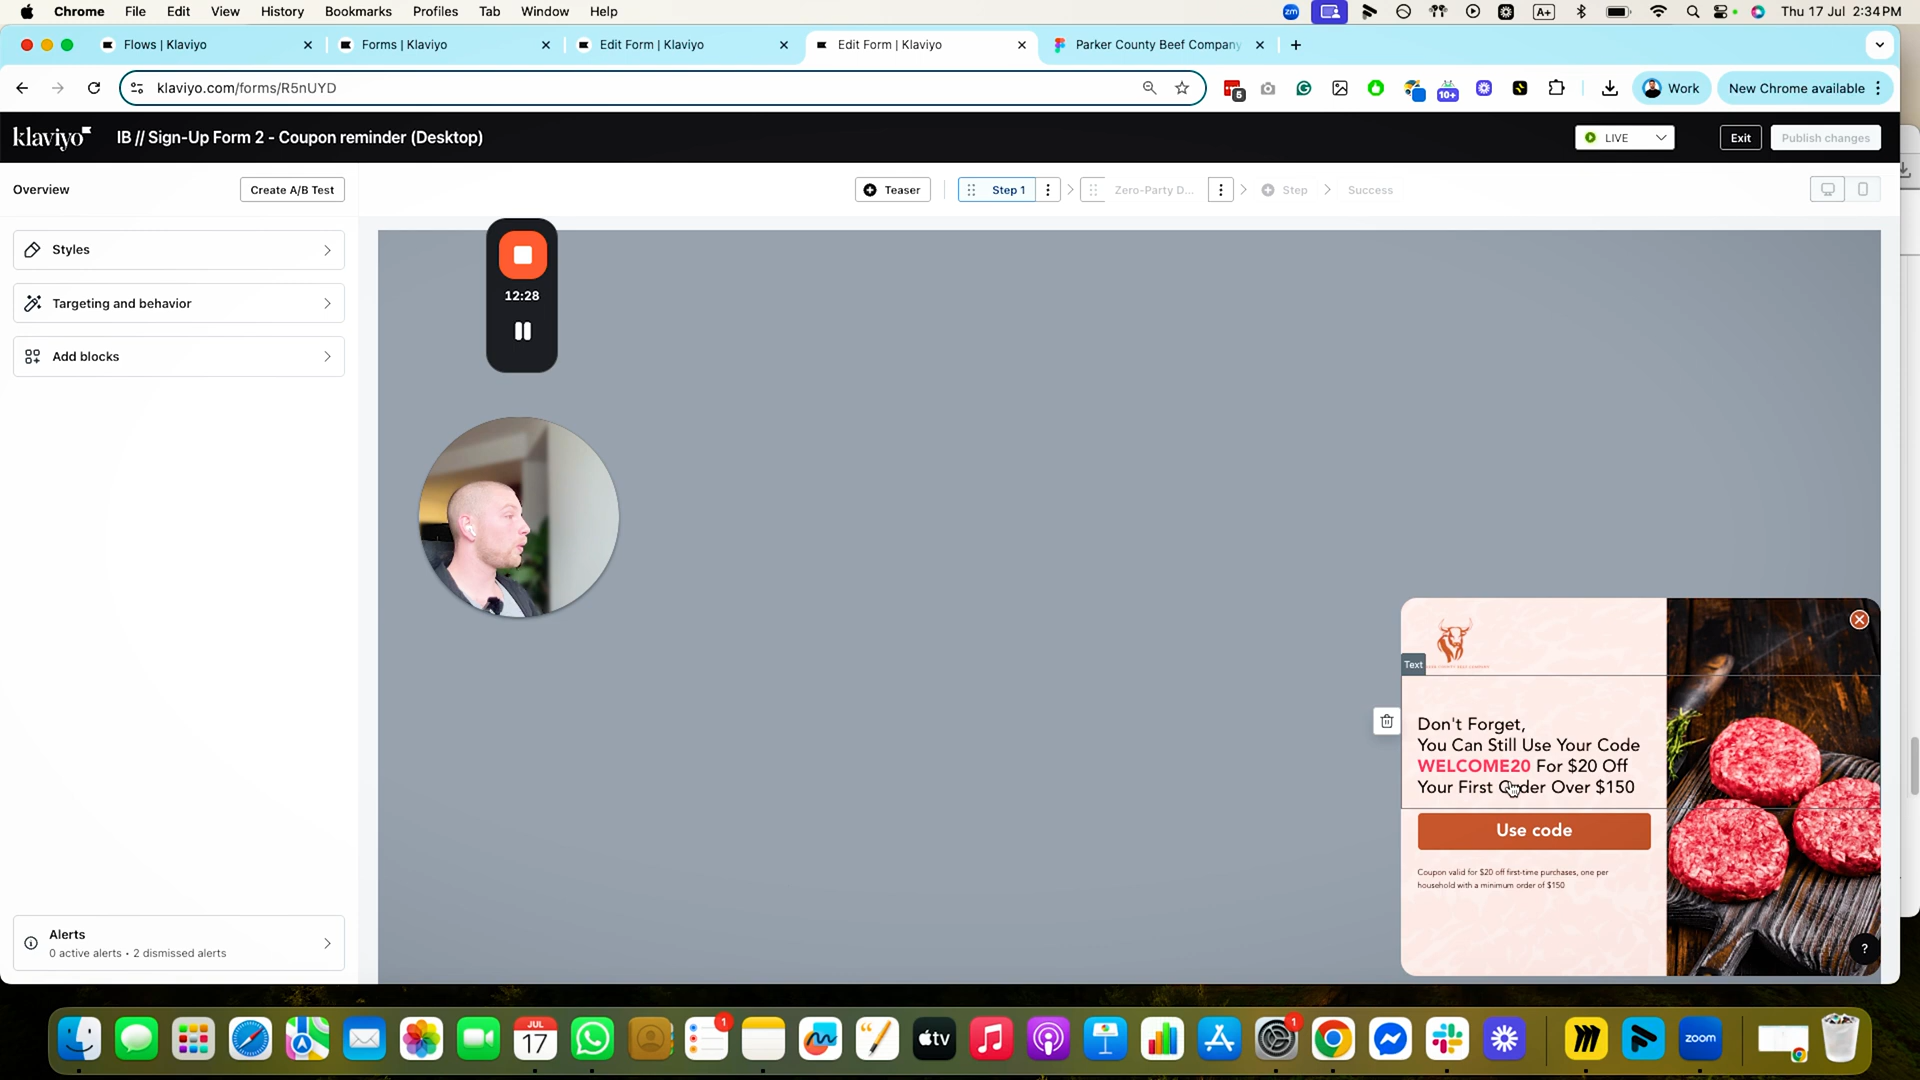 Chrome File Edit View History Bookmarks Profiles Tab Window Help
zm A+ Thu 17 Jul 2:34 PM
Flows | Klaviyo
Forms | Klaviyo
Edit Form | Klaviyo
Edit Form | Klaviyo
Parker County Beef Company
klaviyo.com/forms/R5nUYD
5
10+
Work
New Chrome available
klaviyo
IB // Sign-Up Form 2 - Coupon reminder (Desktop)
LIVE
Exit
Publish changes
Overview
Create A/B Test
Teaser
Step 1
Zero-Party D...
Step
Success
Styles
Targeting and behavior
Add blocks
12:28
Text
Don't Forget,
You Can Still Use Your Code
WELCOME20 For $20 Off
Your First Order Over $150
Use code
Coupon valid for $20 off first-time purchases, one per
household with a minimum order of $150
?
Alerts
0 active alerts • 2 dismissed alerts
JUL
17
1
tv
1
zoom